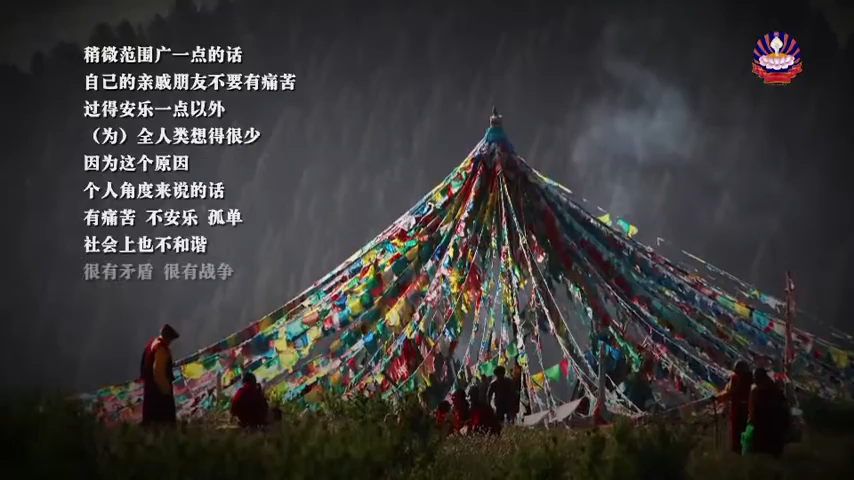 稍微范围广一点的话
自己的亲戚朋友不要有痛苦
过得安乐一点以外
（为）全人类想得很少
因为这个原因
个人角度来说的话
有痛苦 不安乐 孤单
社会上也不和谐
很有矛盾 很有战争